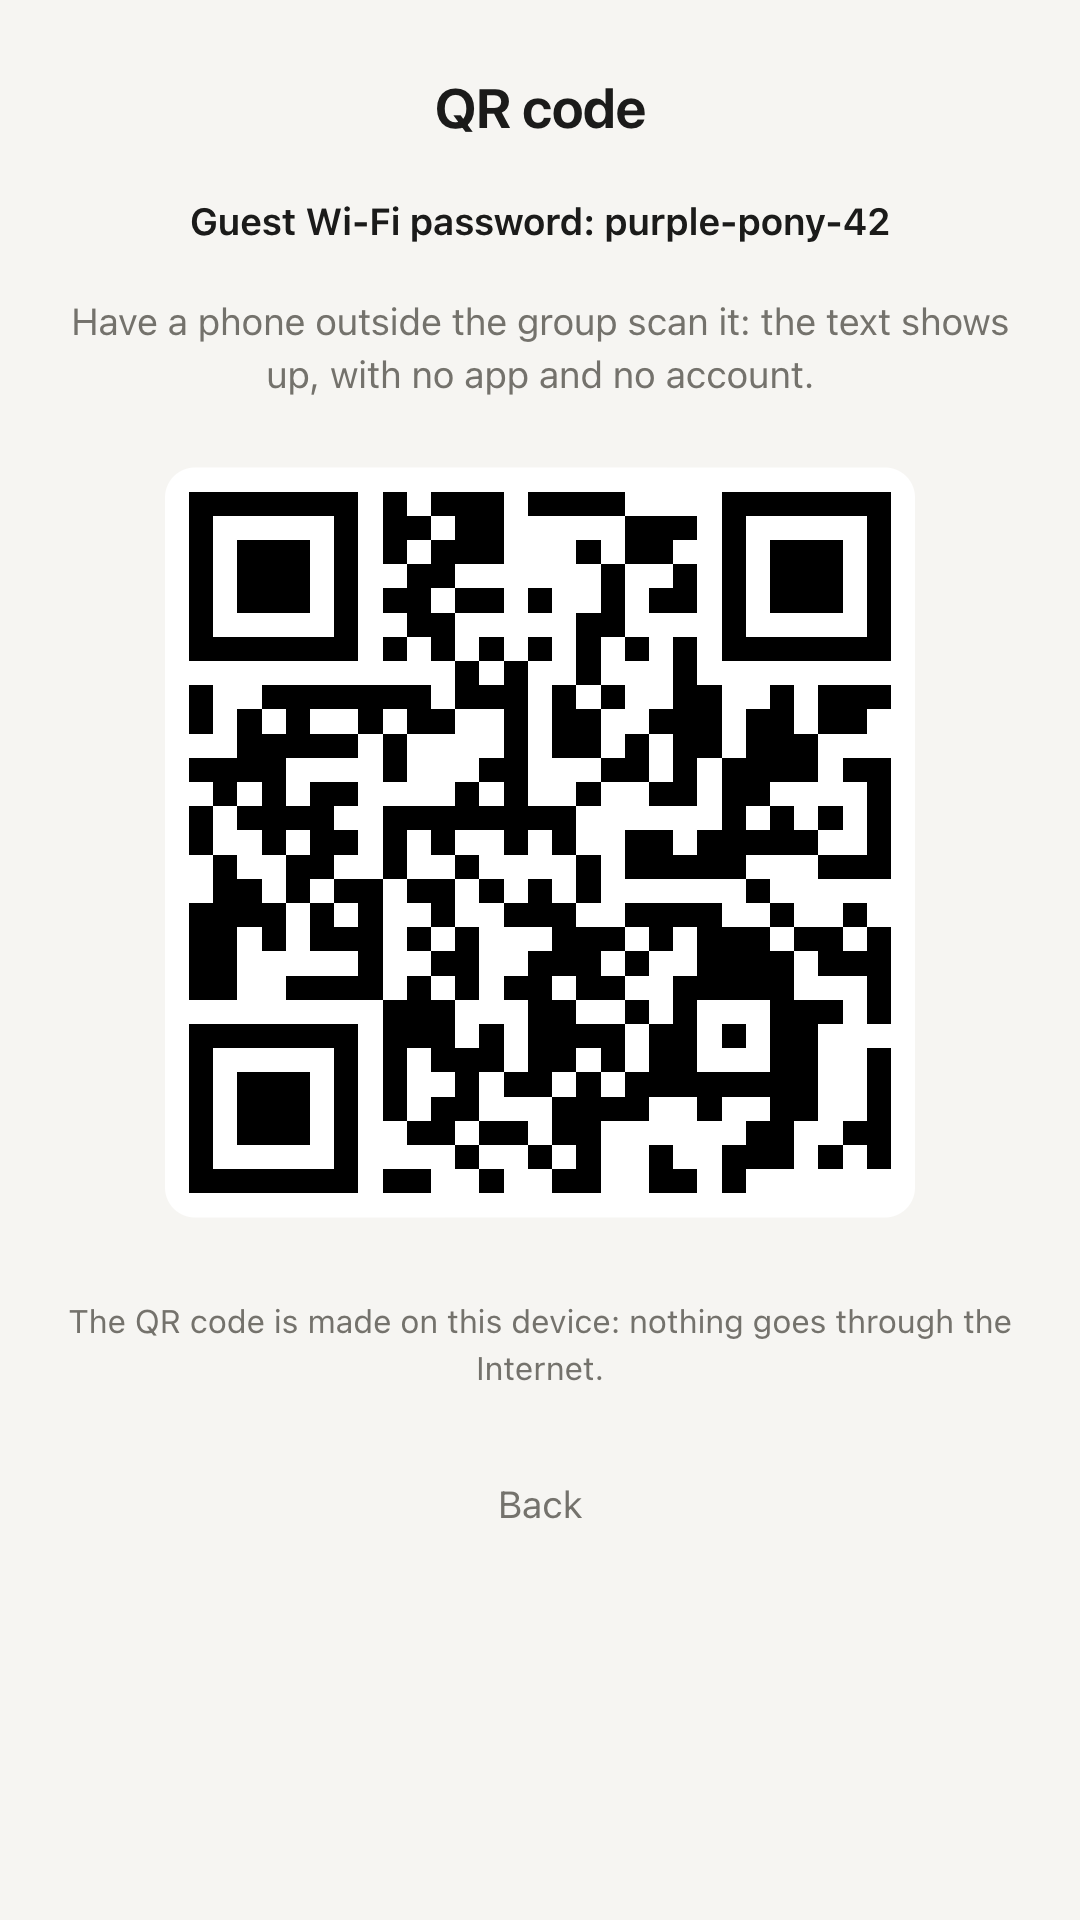 QR code
Guest Wi-Fi password: purple-pony-42
Have a phone outside the group scan it: the text shows
up, with no app and no account.
The QR code is made on this device: nothing goes through the
Internet.
Back